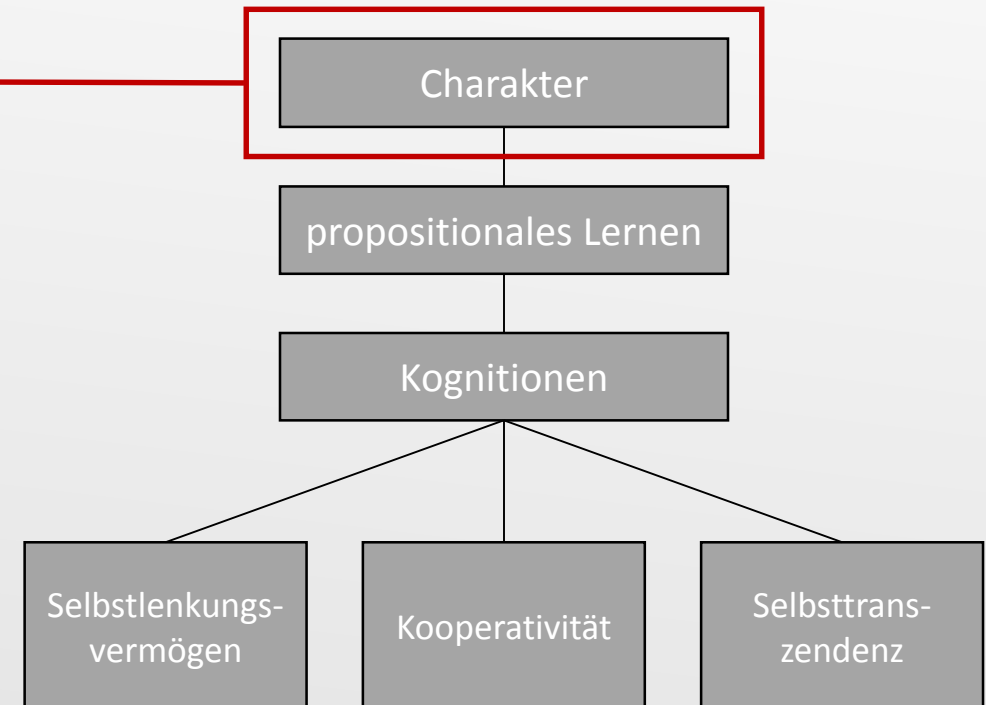 Charakter
propositionales Lernen
Kognitionen
Selbstlenkungs-
vermögen
Kooperativität
Selbsttrans-
zendenz